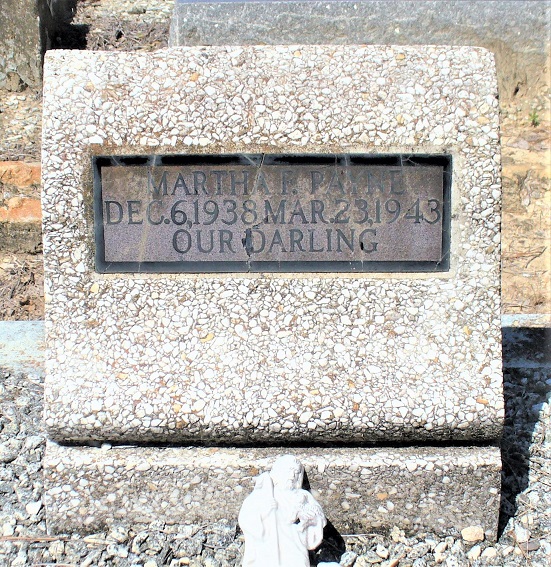 MARTHA F. PAYNE
DEC.6,1938,MAR.23,1943
OUR DARLING